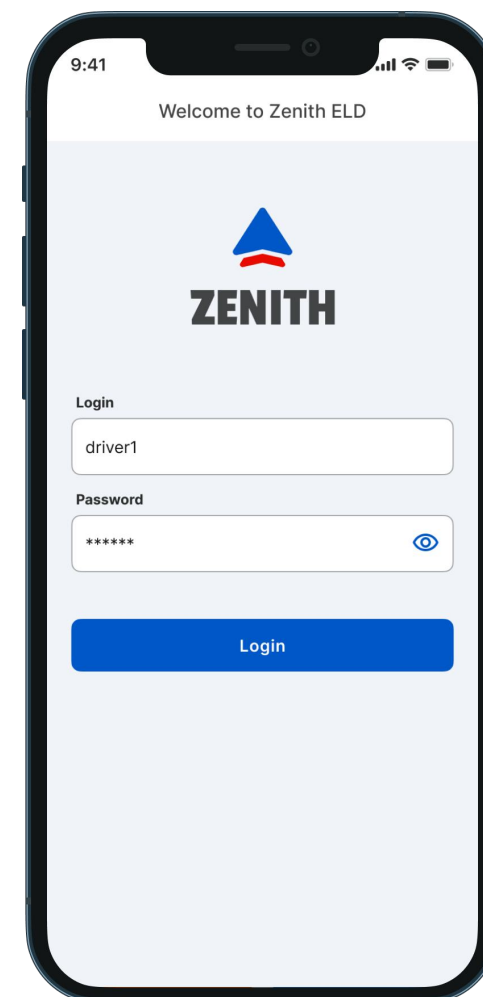 9:41
Welcome to Zenith ELD
ZENITH
Login
driver1
Password
******
Login